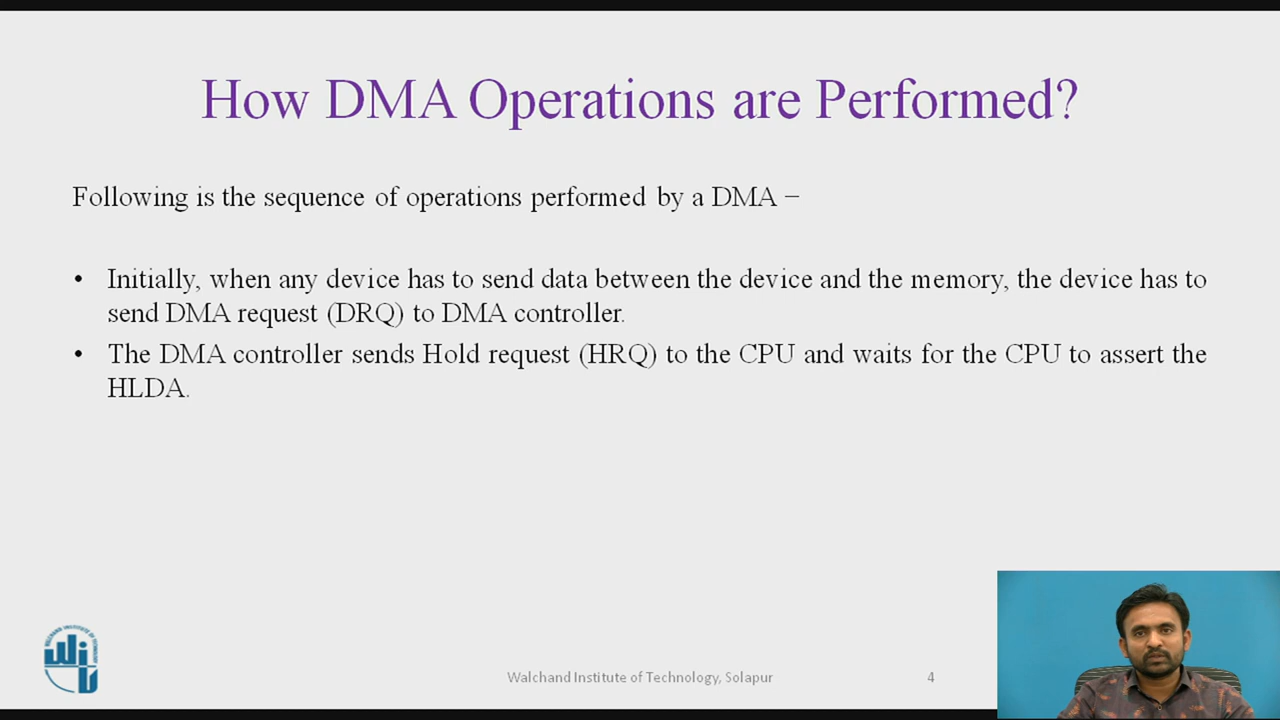 How DMA Operations are Performed?
Following is the sequence of operations performed by a DMA −
• Initially, when any device has to send data between the device and the memory, the device has to
send DMA request (DRQ) to DMA controller.
• The DMA controller sends Hold request (HRQ) to the CPU and waits for the CPU to assert the
HLDA.
Walchand Institute of Technology, Solapur
4